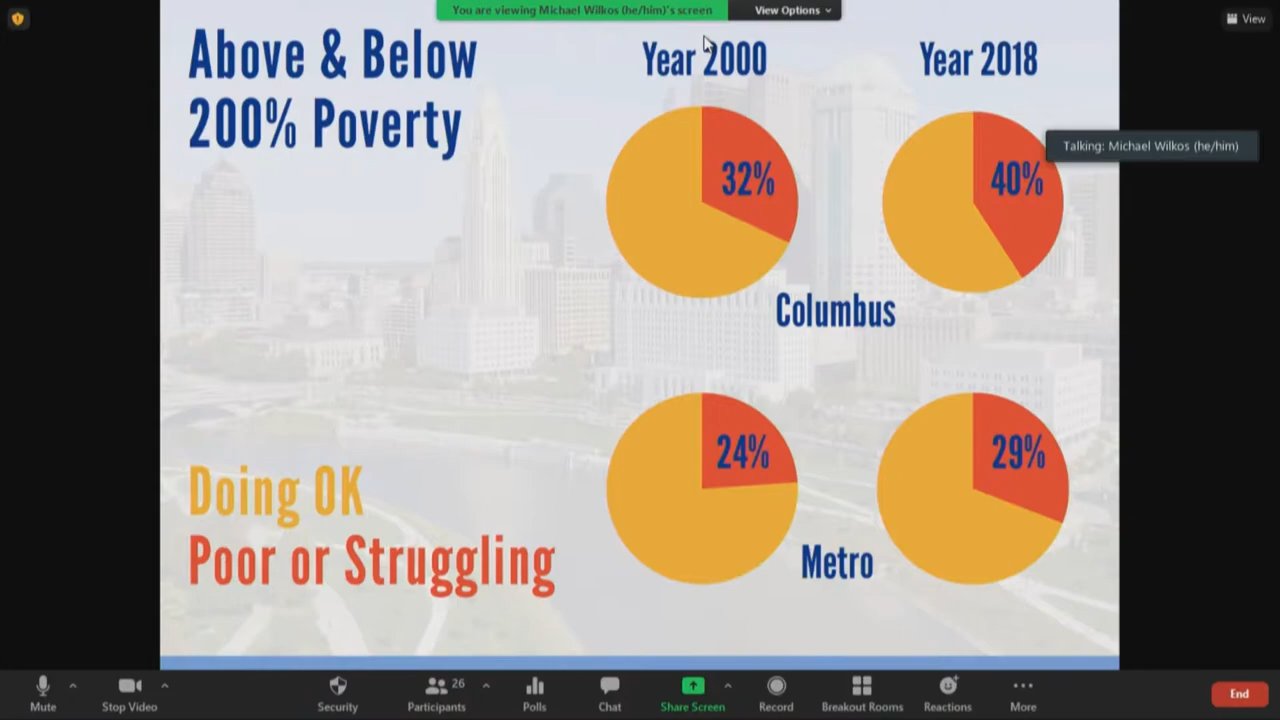 You are viewing Michael Wilkos (he/him)'s screen
View Options
View
Above & Below
200% Poverty
Year 2000
Year 2018
Talking: Michael Wilkos (he/him)
32%
40%
Columbus
24%
29%
Doing OK
Poor or Struggling
Metro
Mute
Stop Video
Security
26
Participants
Polls
Chat
Share Screen
Record
Breakout Rooms
Reactions
More
End